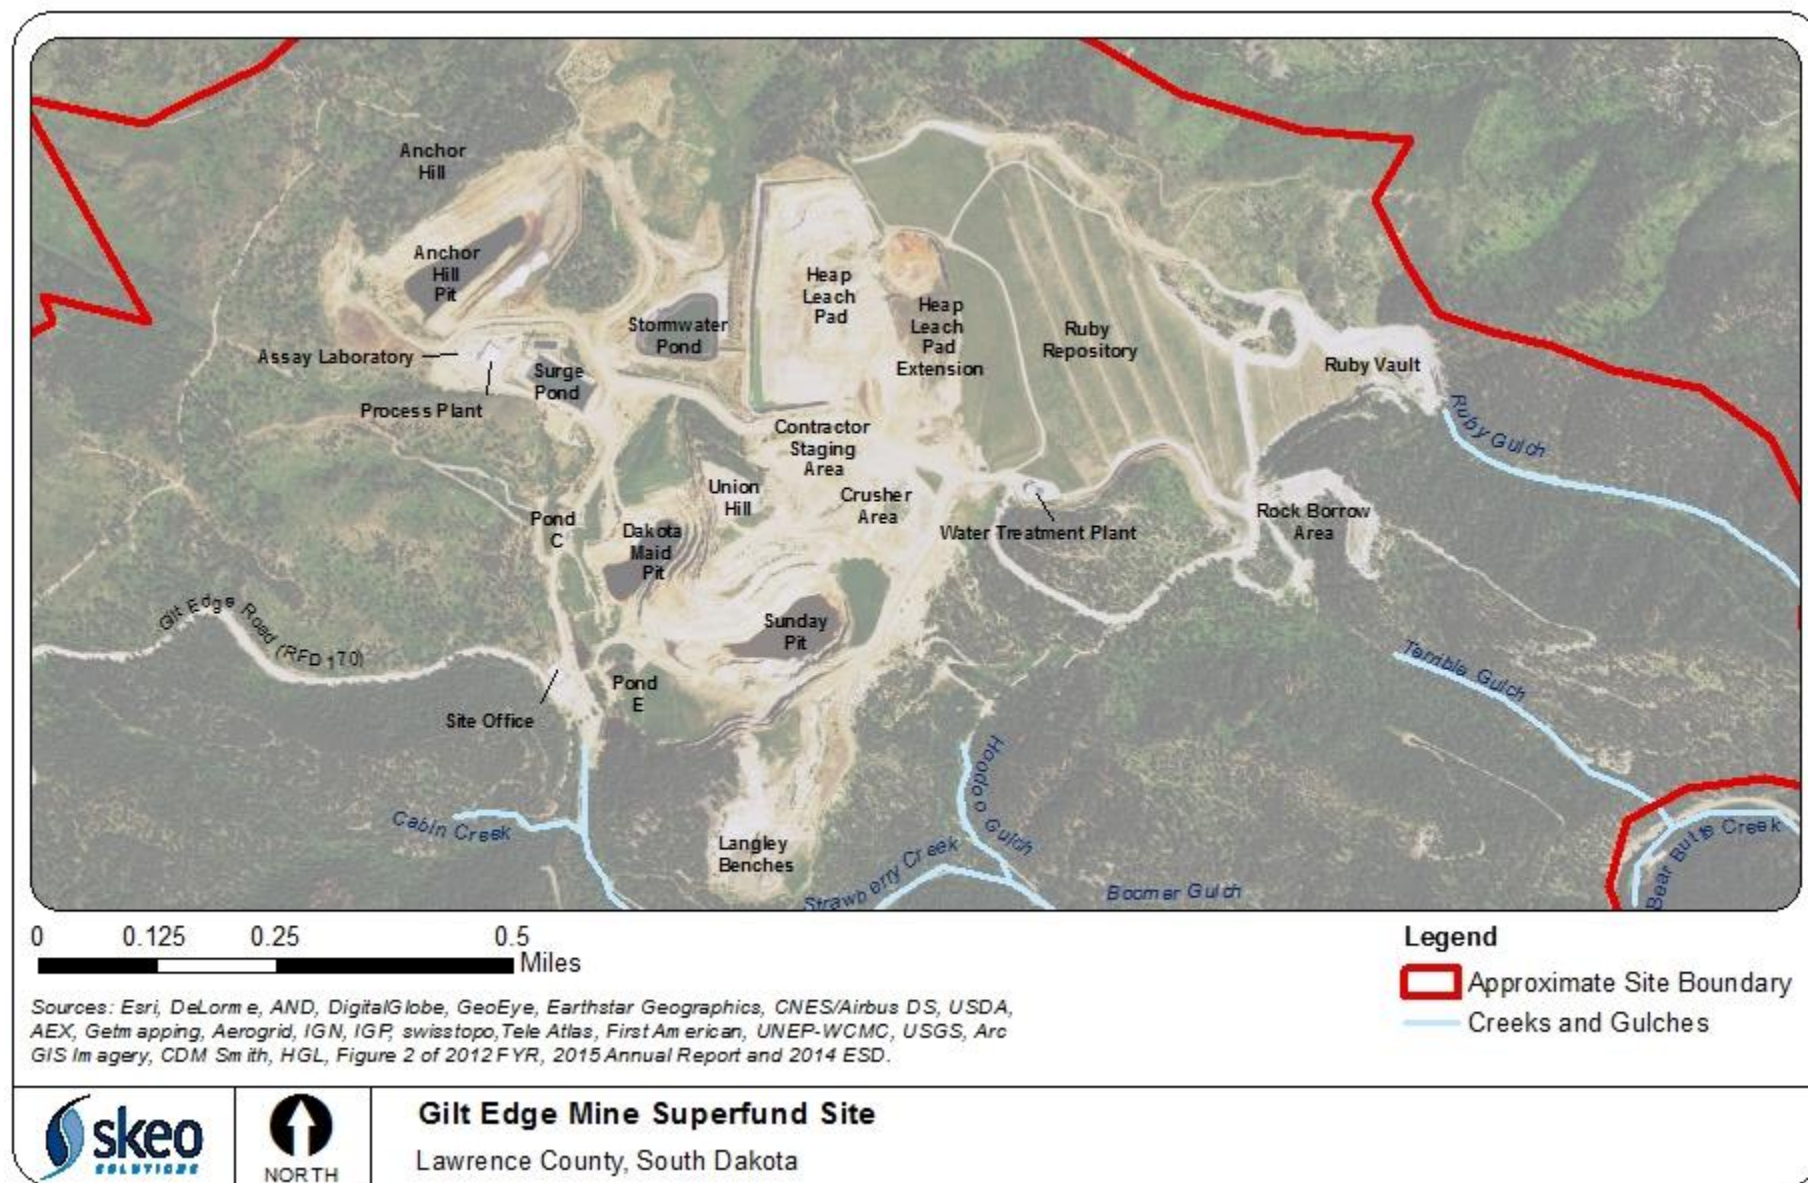 Anchor
Hill
Anchor
Hill
Pit
Heap
Leach
Pad
Heap
Leach
Pad
Extension
Stormwater
Pond
Ruby
Repository
Assay Laboratory
Surge
Pond
Ruby Vault
Process Plant
Ruby Gulch
Contractor
Staging
Area
Union
Hill
Crusher
Area
Pond
C
Dakota
Maid
Pit
Water Treatment Plant
Rock Borrow
Area
Gilt Edge Road (RFD 170)
Sunday
Pit
Terrible Gulch
Pond
E
Site Office
Hoodoo Gulch
Cabin Creek
Langley
Benches
Strawberry Creek
Boomer Gulch
Bear Butte Creek
0 0.125 0.25 0.5
Miles
Sources: Esri, DeLorme, AND, DigitalGlobe, GeoEye, Earthstar Geographics, CNES/Airbus DS, USDA,
AEX, Getmapping, Aerogrid, IGN, IGP, swisstopo,Tele Atlas, First American, UNEP-WCMC, USGS, Arc
GIS Imagery, CDM Smith, HGL, Figure 2 of 2012 FYR, 2015 Annual Report and 2014 ESD.
Legend
Approximate Site Boundary
Creeks and Gulches
skeo
SOLUTIONS
NORTH
Gilt Edge Mine Superfund Site
Lawrence County, South Dakota